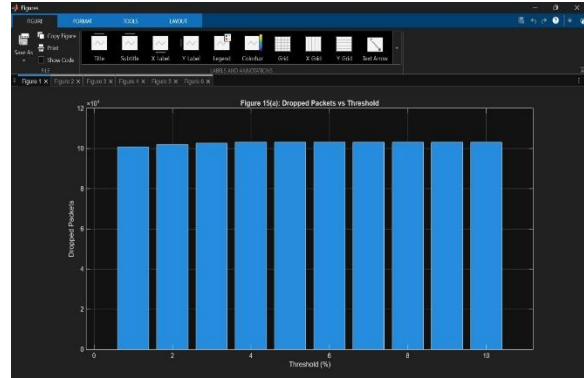 Figures
FIGURE FORMAT TOOLS LAYOUT
Save As
Copy Figure
Print
Show Code
FILE
Title Subtitle X Label Y Label Legend Colorbar Grid X Grid Y Grid Text Arrow
LABELS AND ANNOTATIONS
Figure 1 × Figure 2 × Figure 3 × Figure 4 × Figure 5 × Figure 6 ×
Figure 15(a): Dropped Packets vs Threshold
×10⁴
12
10
8
6
4
2
0
Dropped Packets
0 2 4 6 8 10
Threshold (%)